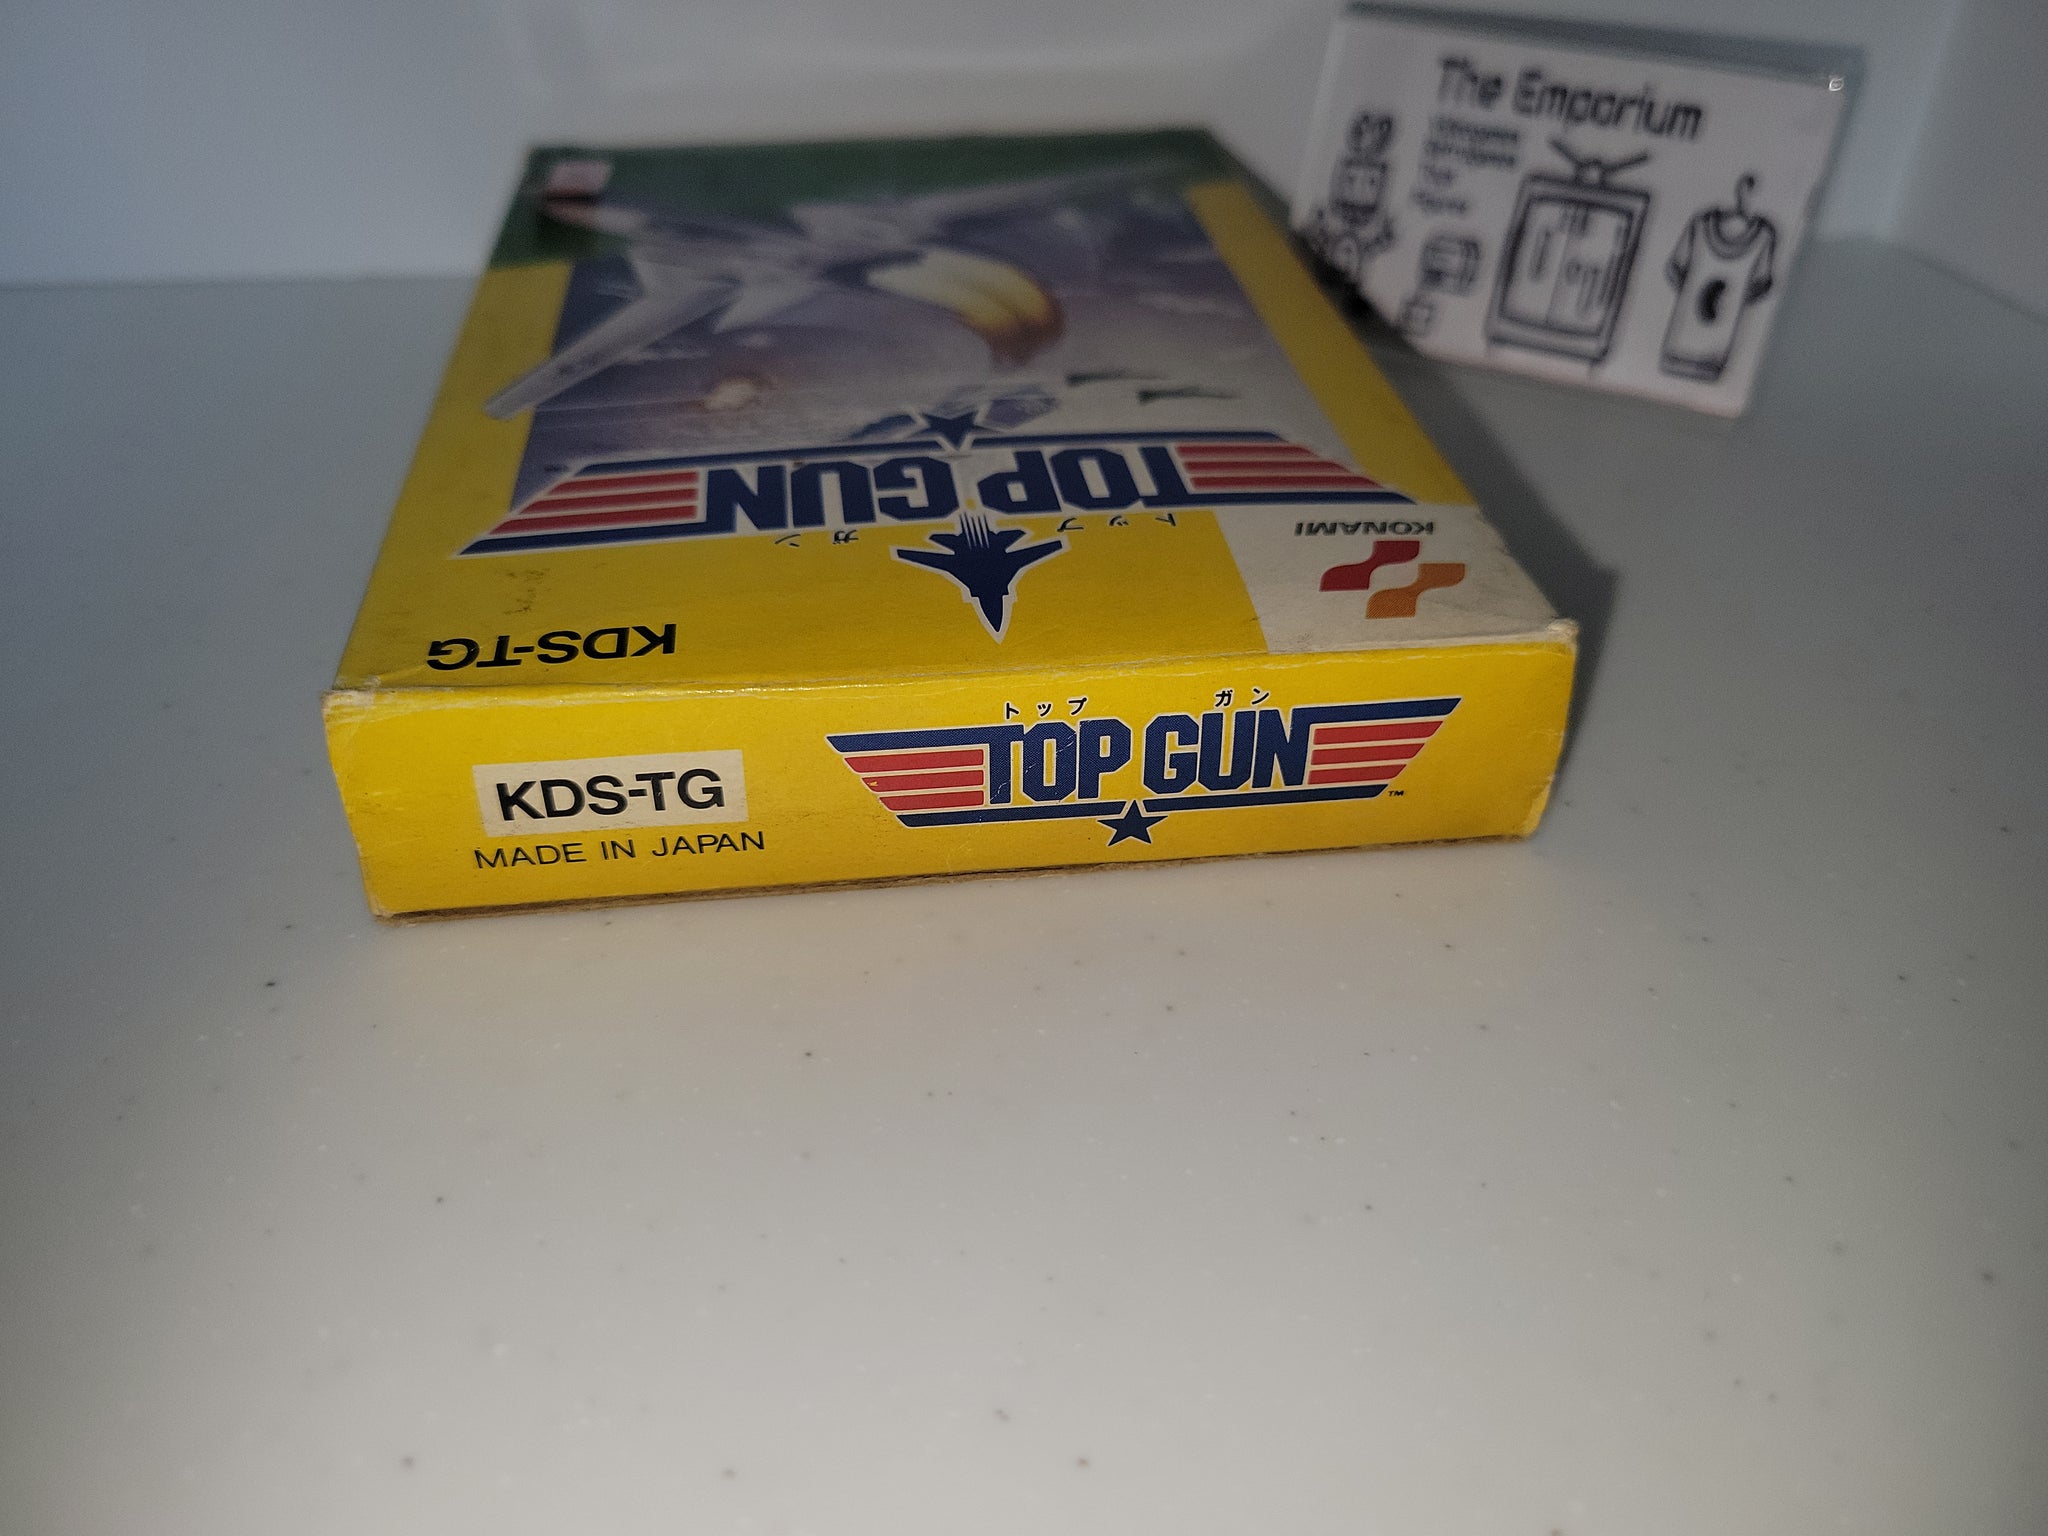 The Emporium
TOP GUN
トップ ガン
KONAMI
KDS-TG
トップ ガン
TOP GUN
TM
KDS-TG
MADE IN JAPAN